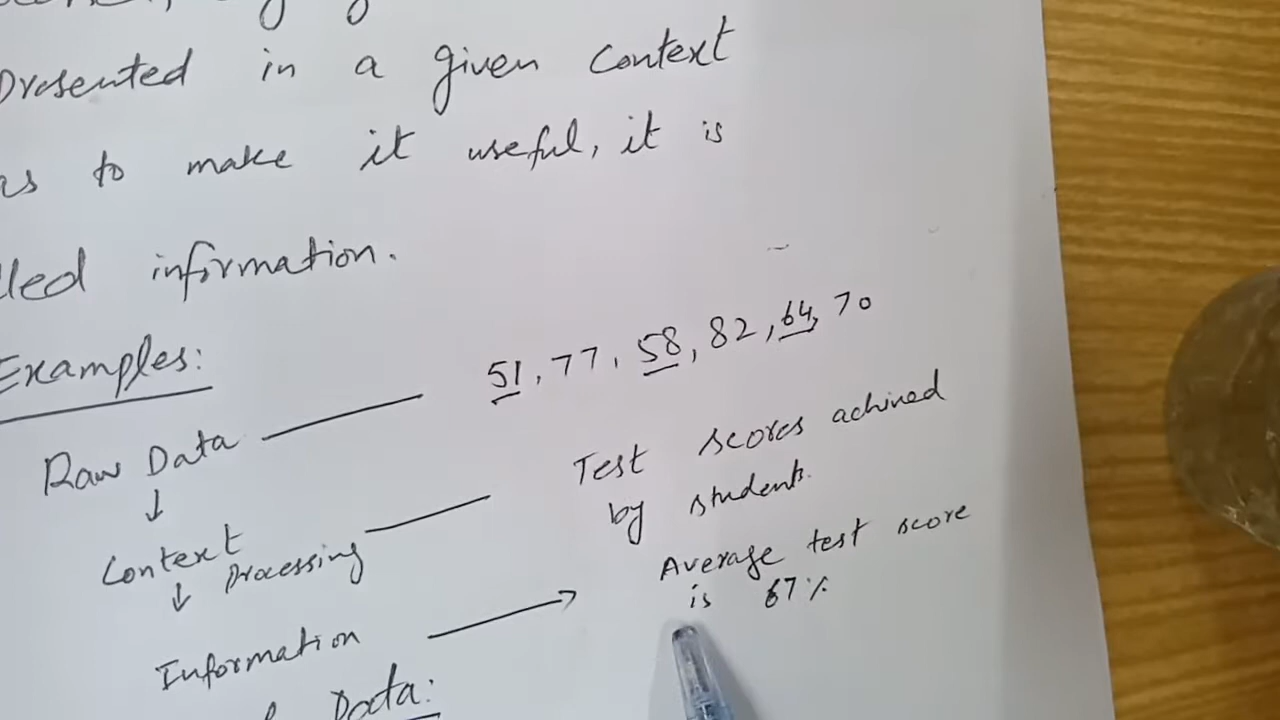 Presented in a given context
as to make it useful, it is
lled information.
Examples:
Raw Data — 51, 77, 58, 82, 64, 70
↓
Context — Test scores achived
by students.
↓ Processing
Information → Average test score
is 67%
Data: